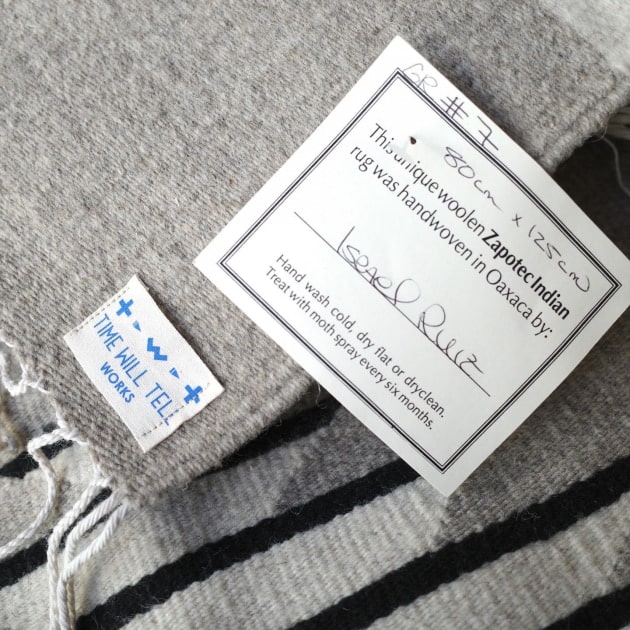 GR # 7
80cm x 125cm
This unique woolen Zapotec Indian
rug was handwoven in Oaxaca by:
Israel Ruiz
Hand wash cold, dry flat or dryclean.
Treat with moth spray every six months.
TIME WILL TELL
WORKS